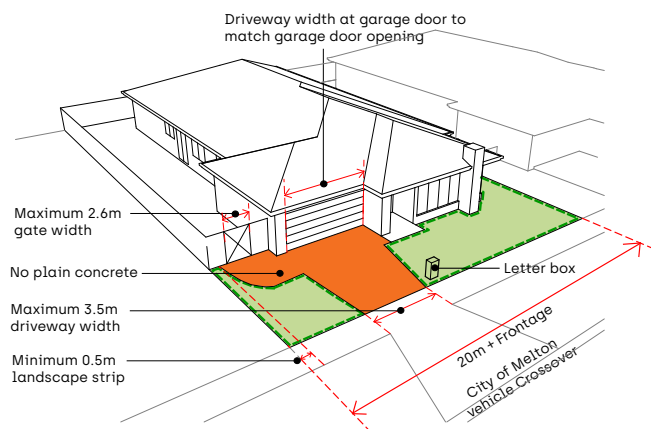 Driveway width at garage door to
match garage door opening
Maximum 2.6m
gate width
No plain concrete
Letter box
Maximum 3.5m
driveway width
20m + Frontage
Minimum 0.5m
landscape strip
City of Melton
vehicle Crossover